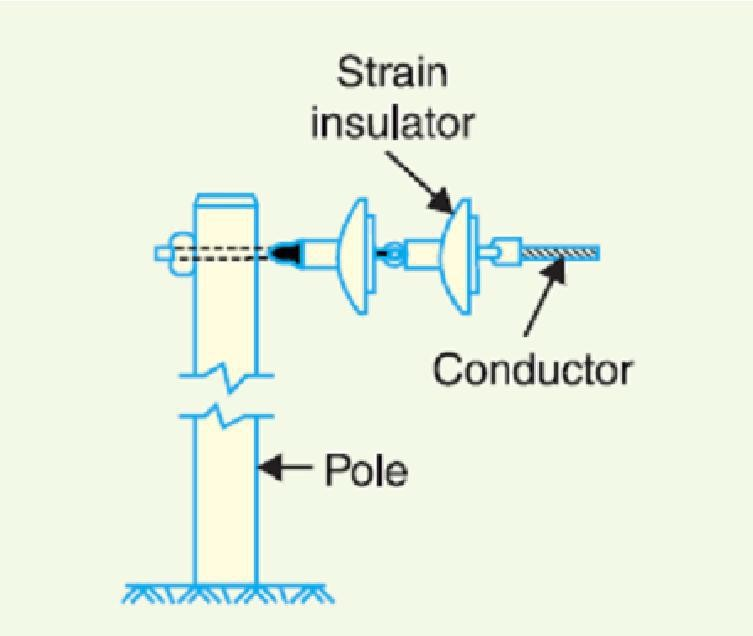 Strain
insulator
Conductor
Pole